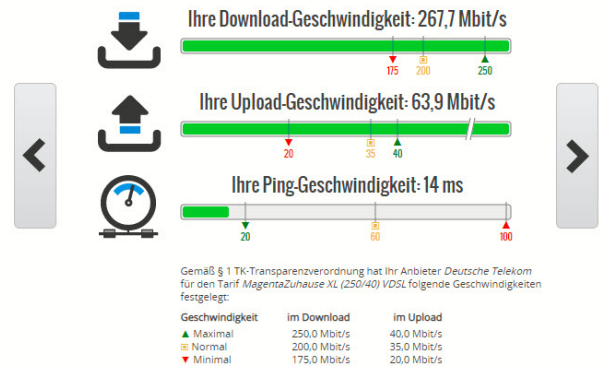 Ihre Download-Geschwindigkeit: 267,7 Mbit/s
175 200 250
Ihre Upload-Geschwindigkeit: 63,9 Mbit/s
20 35 40
Ihre Ping-Geschwindigkeit: 14 ms
20 60 100
Gemäß § 1 TK-Transparenzverordnung hat Ihr Anbieter Deutsche Telekom
für den Tarif MagentaZuhause XL (250/40) VDSL folgende Geschwindigkeiten
festgelegt:
Geschwindigkeit im Download im Upload
Maximal 250,0 Mbit/s 40,0 Mbit/s
Normal 200,0 Mbit/s 35,0 Mbit/s
Minimal 175,0 Mbit/s 20,0 Mbit/s